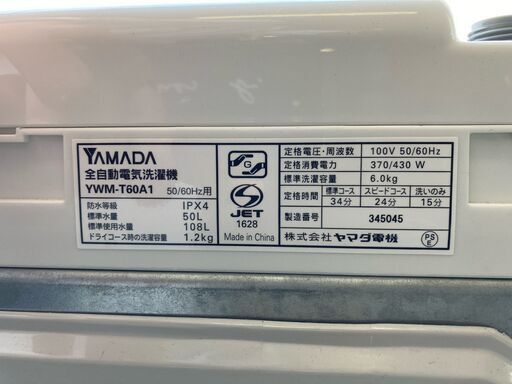 YAMADA
全自動電気洗濯機
YWM-T60A1 50/60Hz用
防水等級 IPX4
標準水量 50L
標準使用水量 108L
ドライコース時の洗濯容量 1.2kg
G
S
JET
1628
Made in China
定格電圧・周波数 100V 50/60Hz
定格消費電力 370/430 W
標準洗濯容量 6.0kg
定格時間 標準コース スピードコース 洗いのみ
34分 24分 15分
製造番号 345045
株式会社ヤマダ電機
PS
E